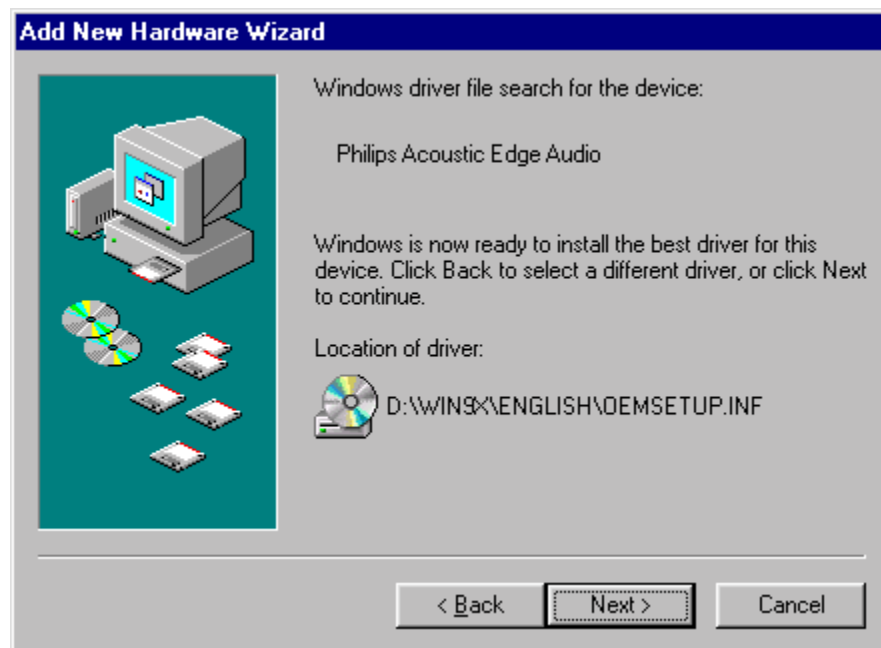 Add New Hardware Wizard
Windows driver file search for the device:
Philips Acoustic Edge Audio
Windows is now ready to install the best driver for this
device. Click Back to select a different driver, or click Next
to continue.
Location of driver:
D:\WIN9X\ENGLISH\OEMSETUP.INF
< Back
Next >
Cancel